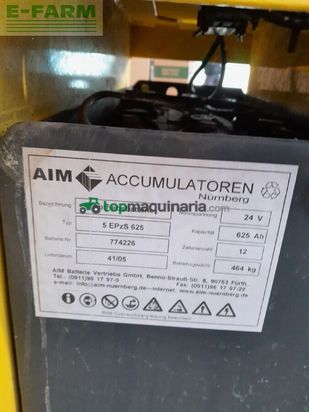 E-FARM
AIM ACCUMULATOREN
Nürnberg
Bezeichnung
topmaquinaria.com
Nennspannung
24 V
Typ
5 EPzS 625
Kapazität
625 Ah
Batterie Nr
774226
Zellenanzahl
12
Lieferdatum
41/05
Betriebsgewicht
464 kg
AIM Batterie Vertriebs GmbH, Benno-Strauß-Str. 8, 90763 Fürth,
Tel. (0911)96 17 97-0 Fax (0911)96 17 97-22
e-mail info@aim-nuernberg.de internet www.aim-nuernberg.de
Gebrauchsanweisung beachten!